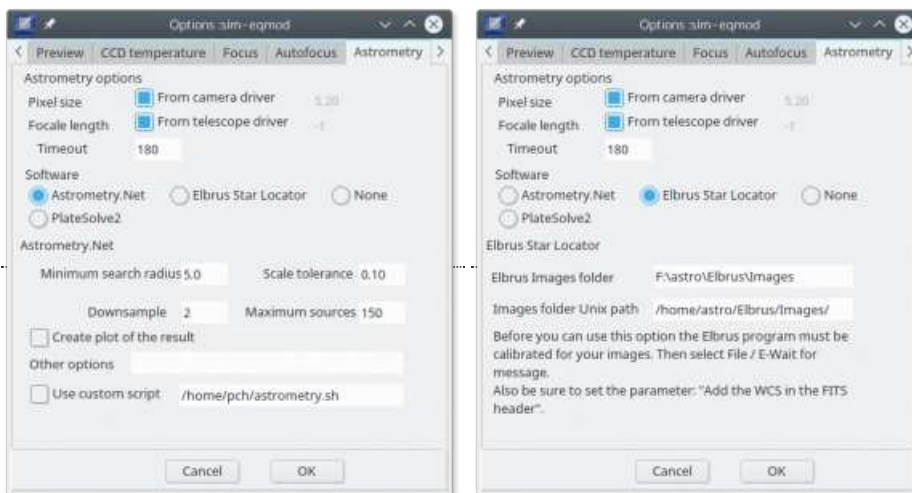 Options :sim-eqmod
Preview CCD temperature Focus Autofocus Astrometry
Astrometry options
Pixel size From camera driver 5.20
Focale length From telescope driver -1
Timeout 180
Software
Astrometry.Net Elbrus Star Locator None
PlateSolve2
Astrometry.Net
Minimum search radius 5.0 Scale tolerance 0.10
Downsample 2 Maximum sources 150
Create plot of the result
Other options
Use custom script /home/pch/astrometry.sh
Cancel OK
Options :sim-eqmod
Preview CCD temperature Focus Autofocus Astrometry
Astrometry options
Pixel size From camera driver 5.20
Focale length From telescope driver -1
Timeout 180
Software
Astrometry.Net Elbrus Star Locator None
PlateSolve2
Elbrus Star Locator
Elbrus Images folder F:\astro\Elbrus\Images
Images folder Unix path /home/astro/Elbrus/Images/
Before you can use this option the Elbrus program must be
calibrated for your images. Then select File / E-Wait for
message.
Also be sure to set the parameter: "Add the WCS in the FITS
header".
Cancel OK